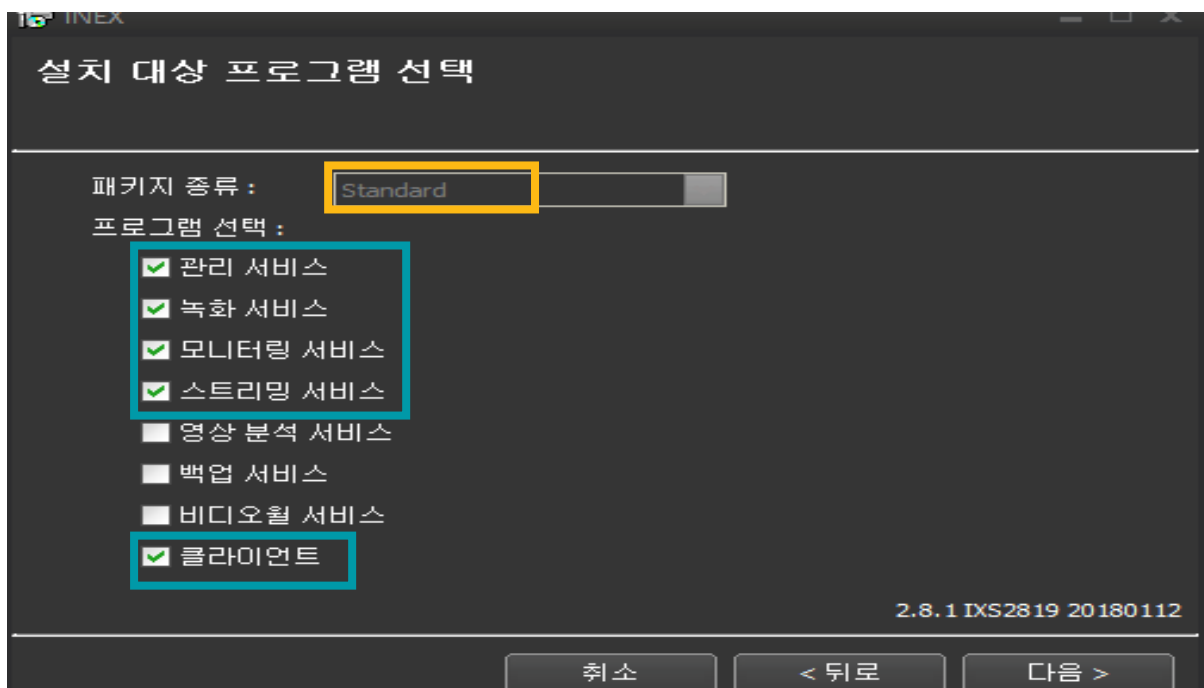 INEX
설치 대상 프로그램 선택
패키지 종류 : Standard
프로그램 선택 :
관리 서비스
녹화 서비스
모니터링 서비스
스트리밍 서비스
영상 분석 서비스
백업 서비스
비디오월 서비스
클라이언트
2.8.1 IXS2819 20180112
취소 < 뒤로 다음 >